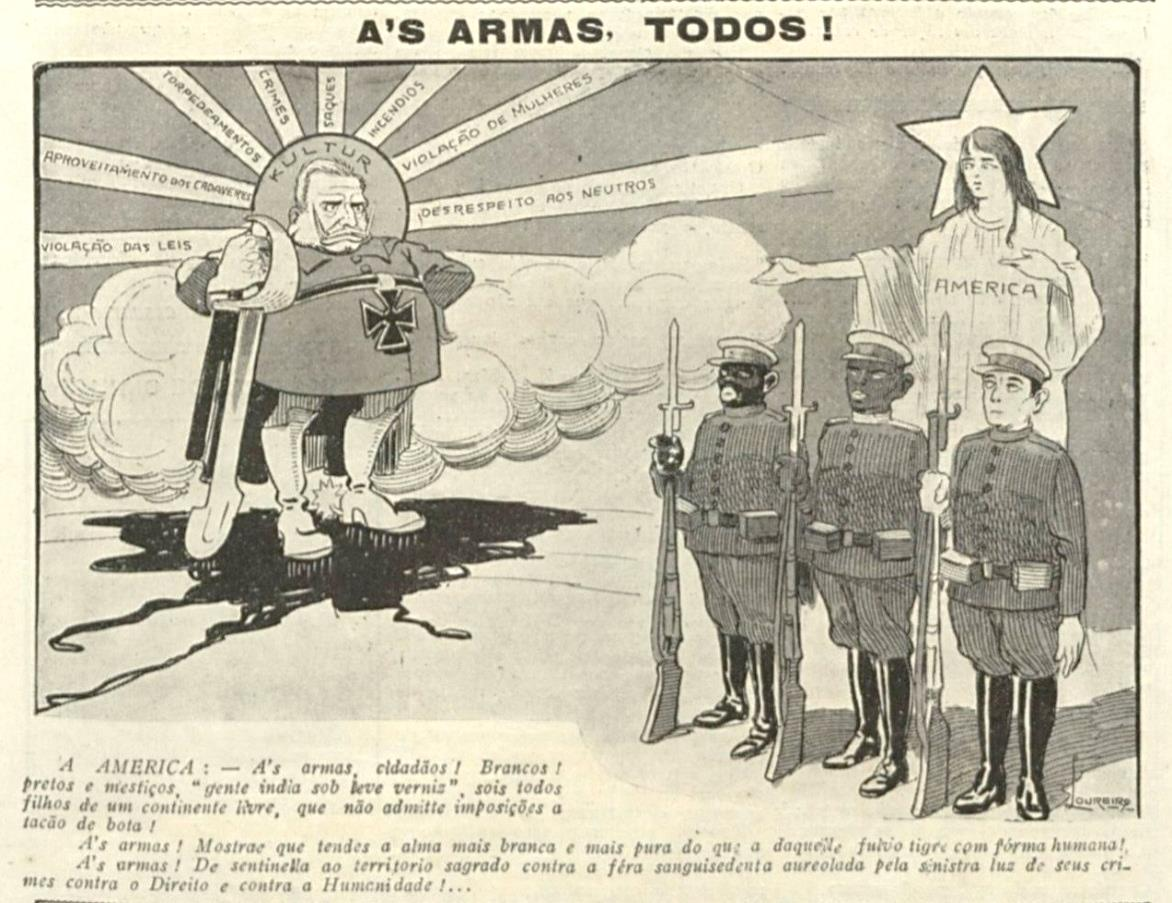 A'S ARMAS, TODOS !
VIOLAÇÃO DAS LEIS
APROVEITAMENTO DOS CADAVERES
TORPEDEAMENTOS
CRIMES
SAQUES
INCENDIOS
VIOLAÇÃO DE MULHERES
DESRESPEITO AOS NEUTROS
KULTUR
AMERICA
LOUREIRO
A AMERICA : — A's armas, cidadãos ! Brancos !
pretos e mestiços, "gente india sob leve verniz", sois todos
filhos de um continente livre, que não admitte imposições a
tacão de bota !
A's armas ! Mostrae que tendes a alma mais branca e mais pura do que a daquelle fulvo tigre com fórma humana!,
A's armas ! De sentinella ao territorio sagrado contra a féra sanguisedenta aureolada pela sinistra luz de seus cri-
mes contra o Direito e contra a Humanidade !...